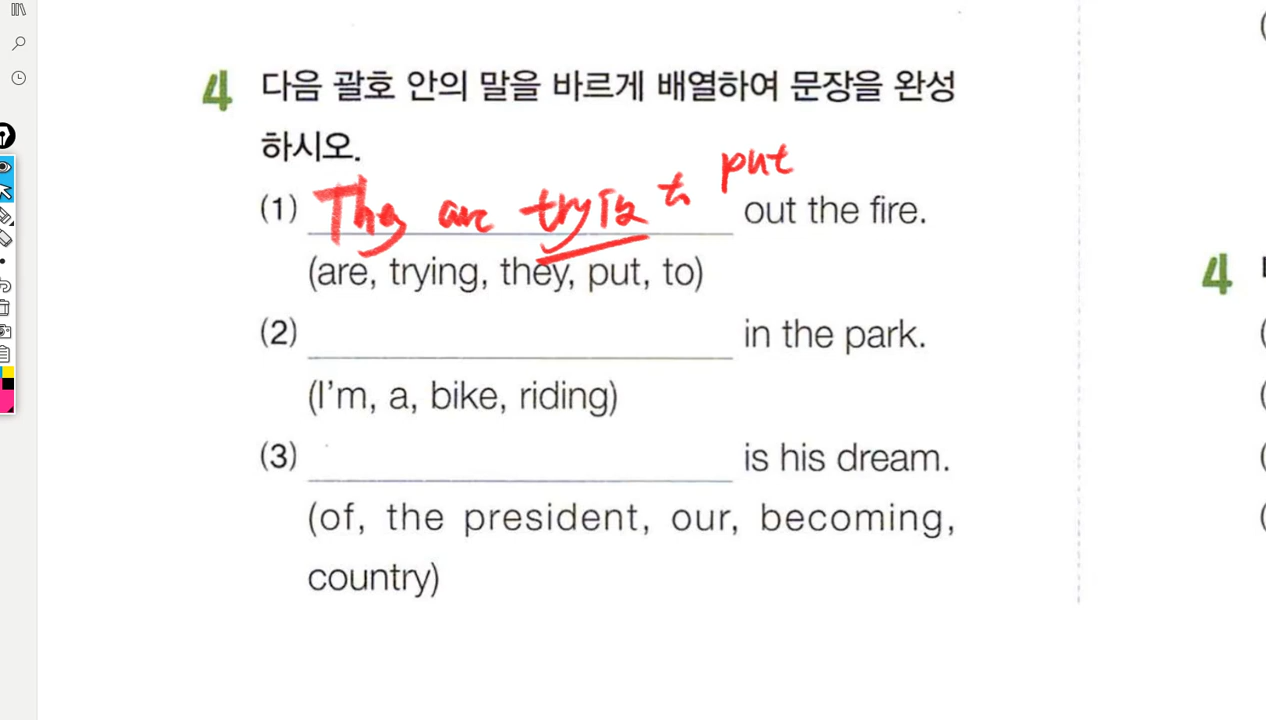 4 다음 괄호 안의 말을 바르게 배열하여 문장을 완성
하시오.
(1) They are trying to put out the fire.
(are, trying, they, put, to)
(2) in the park.
(I'm, a, bike, riding)
(3) is his dream.
(of, the president, our, becoming,
country)
4